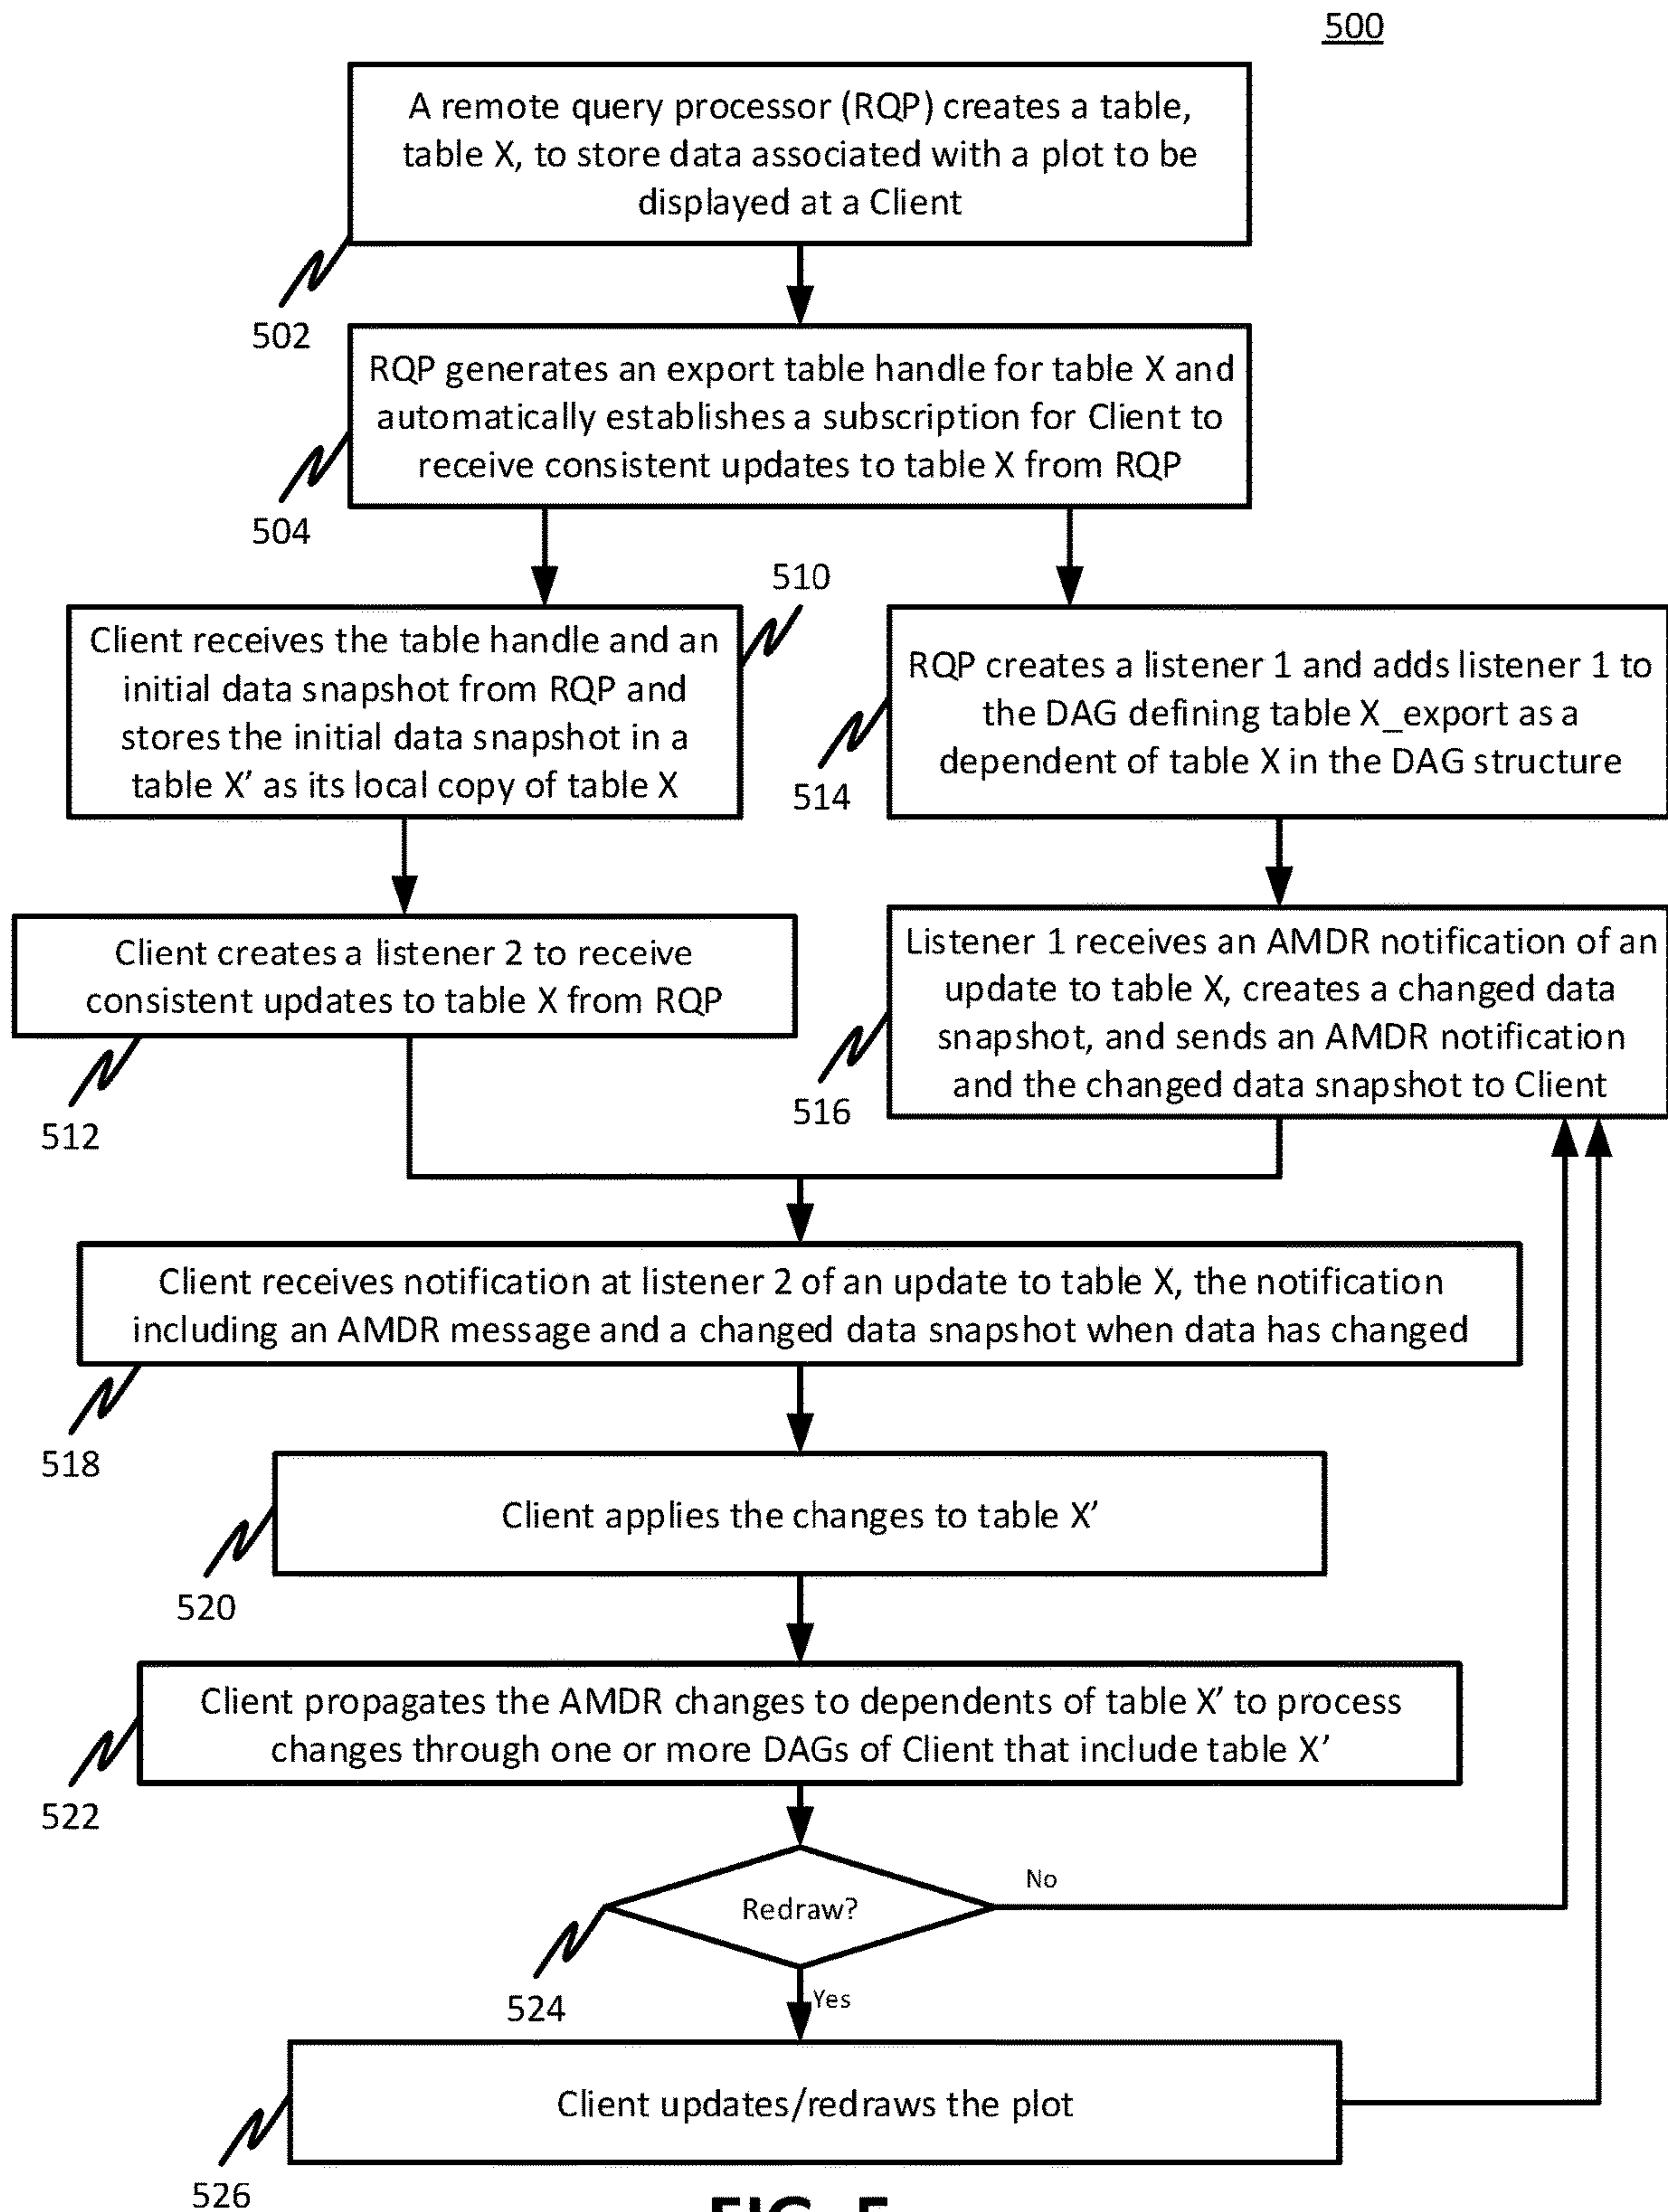 500
A remote query processor (RQP) creates a table,
table X, to store data associated with a plot to be
displayed at a Client
502
RQP generates an export table handle for table X and
automatically establishes a subscription for Client to
receive consistent updates to table X from RQP
504
510
Client receives the table handle and an
initial data snapshot from RQP and
stores the initial data snapshot in a
table X’ as its local copy of table X
RQP creates a listener 1 and adds listener 1 to
the DAG defining table X_export as a
dependent of table X in the DAG structure
514
Client creates a listener 2 to receive
consistent updates to table X from RQP
512
Listener 1 receives an AMDR notification of an
update to table X, creates a changed data
snapshot, and sends an AMDR notification
and the changed data snapshot to Client
516
Client receives notification at listener 2 of an update to table X, the notification
including an AMDR message and a changed data snapshot when data has changed
518
Client applies the changes to table X’
520
Client propagates the AMDR changes to dependents of table X’ to process
changes through one or more DAGs of Client that include table X’
522
No
Redraw?
524
Yes
Client updates/redraws the plot
526
FIG. 5